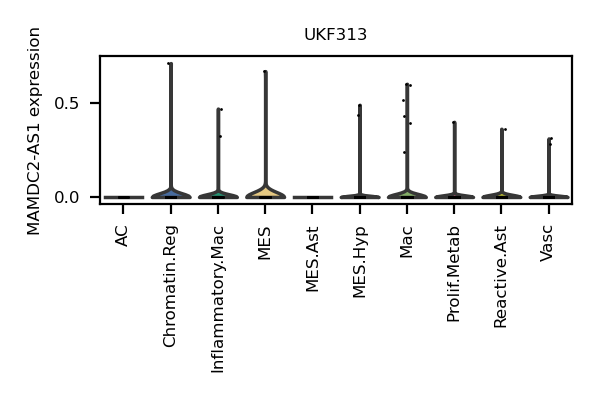 UKF313
MAMDC2-AS1 expression
0.5
0.0
AC
Chromatin.Reg
Inflammatory.Mac
MES
MES.Ast
MES.Hyp
Mac
Prolif.Metab
Reactive.Ast
Vasc